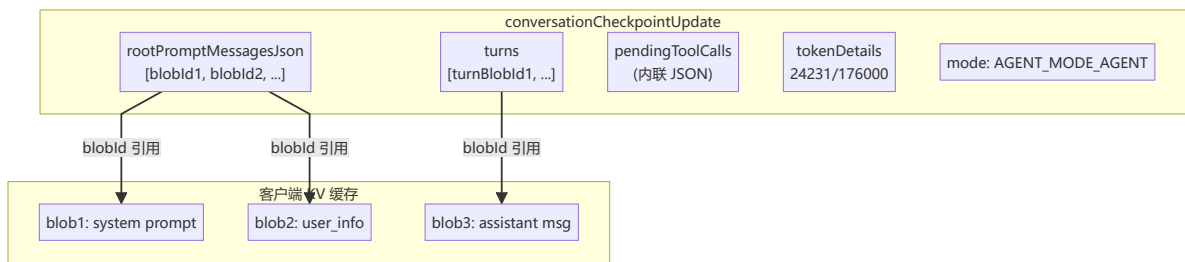 conversationCheckpointUpdate
rootPromptMessagesJson
[blobId1, blobId2, ...]
turns
[turnBlobId1, ...]
pendingToolCalls
(内联 JSON)
tokenDetails
24231/176000
mode: AGENT_MODE_AGENT
blobId 引用
blobId 引用
blobId 引用
客户端 KV 缓存
blob1: system prompt
blob2: user_info
blob3: assistant msg